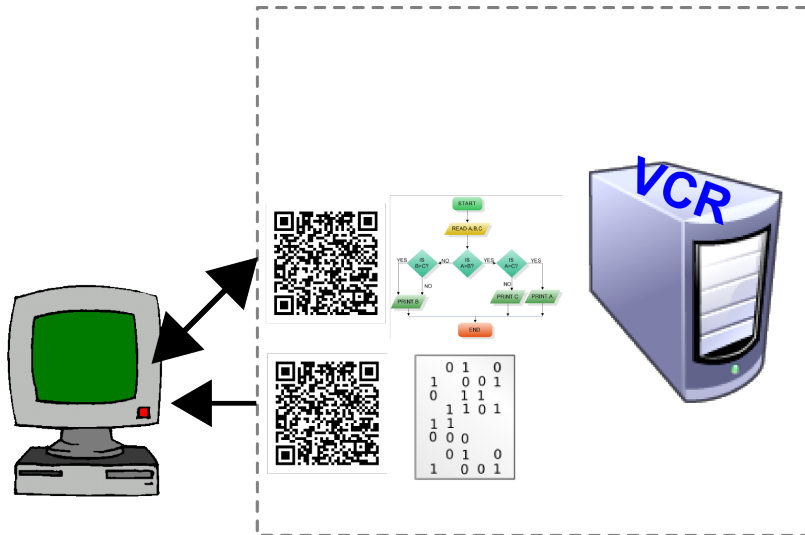 VCR
START
READ A,B,C
YES
IS
B>C?
NO
IS
A>B?
YES
IS
A>C?
YES
NO
NO
PRINT B
PRINT C
PRINT A
END
0 1 0
1 0 0 1
0 1 1
1 1 0 1
1 1
0 0 0
0 1 0
1 0 0 1